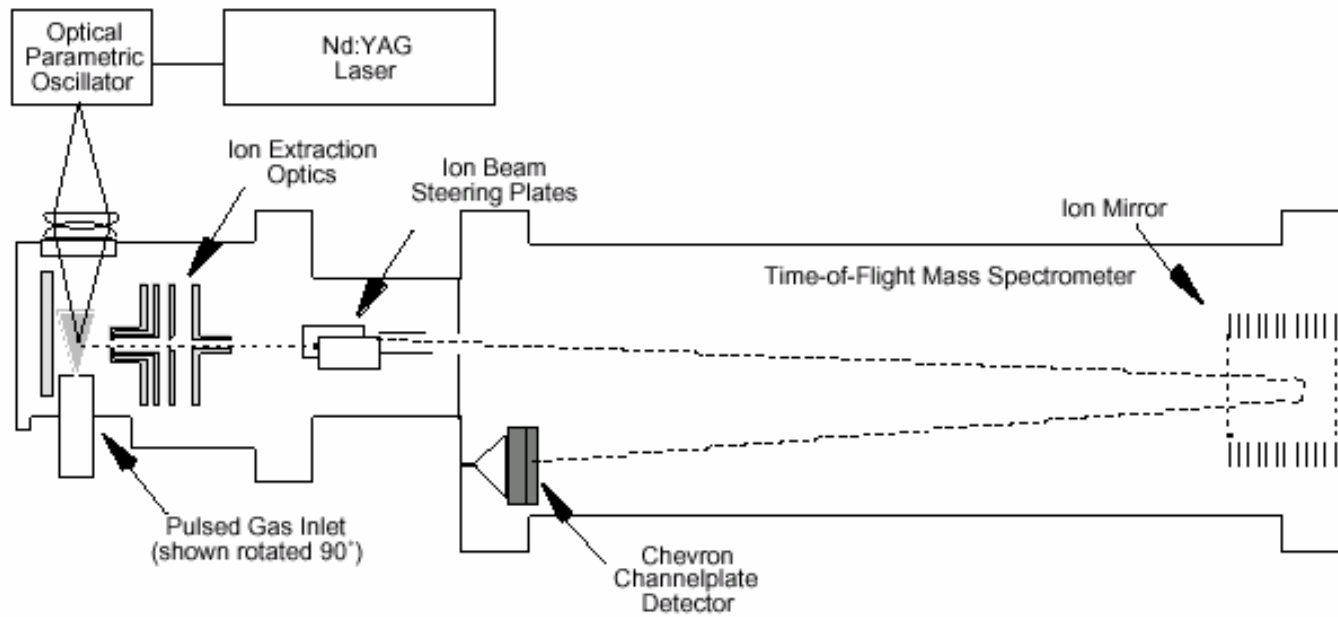 Optical
Parametric
Oscillator
Nd:YAG
Laser
Ion Extraction
Optics
Ion Beam
Steering Plates
Ion Mirror
Time-of-Flight Mass Spectrometer
Pulsed Gas Inlet
(shown rotated 90˚)
Chevron
Channelplate
Detector